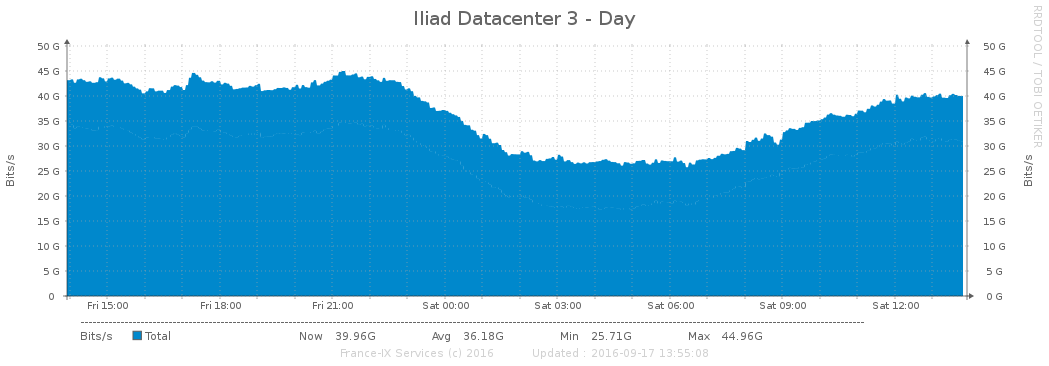 Iliad Datacenter 3 - Day
RRDTOOL / TOBI OETIKER
Bits/s
50 G 50 G
45 G 45 G
40 G 40 G
35 G 35 G
30 G 30 G
25 G 25 G
20 G 20 G
15 G 15 G
10 G 10 G
5 G 5 G
0 0 G
Bits/s
Fri 15:00 Fri 18:00 Fri 21:00 Sat 00:00 Sat 03:00 Sat 06:00 Sat 09:00 Sat 12:00
Bits/s Total Now 39.96G Avg 36.18G Min 25.71G Max 44.96G
France-IX Services (c) 2016 Updated : 2016-09-17 13:55:08